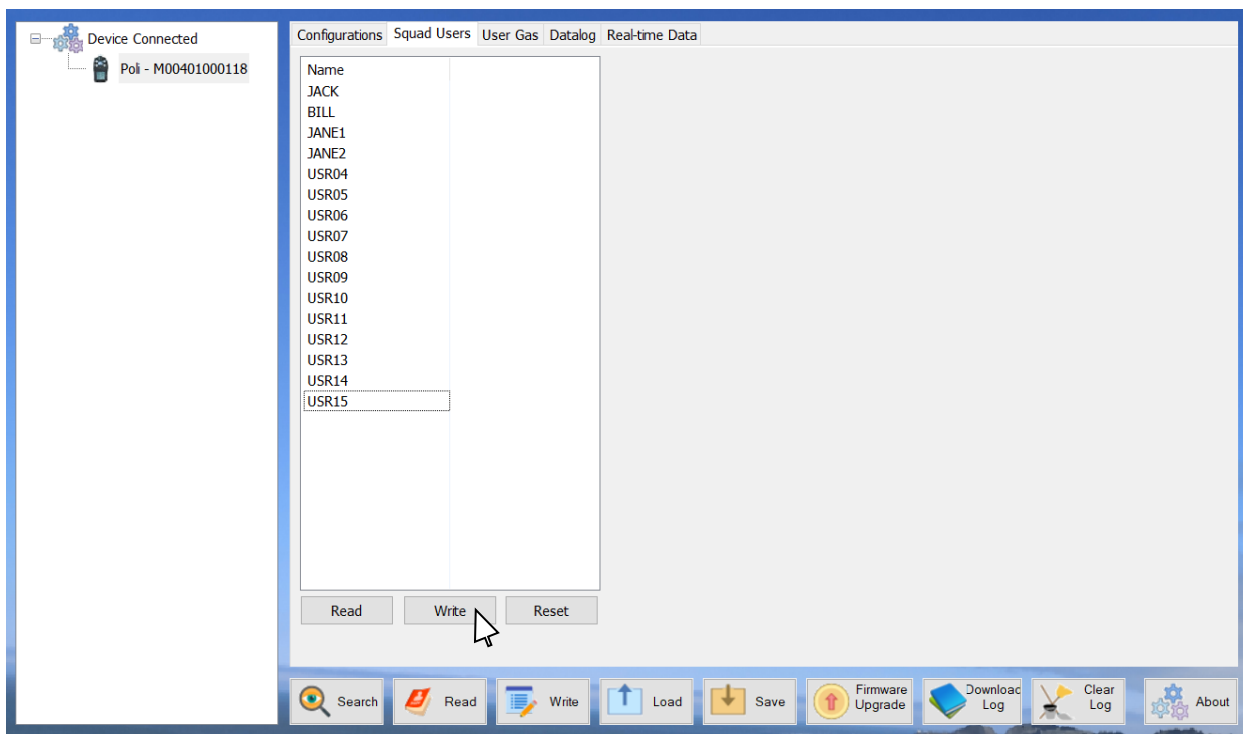 Device Connected
Poli - M00401000118
Configurations Squad Users User Gas Datalog Real-time Data
Name
JACK
BILL
JANE1
JANE2
USR04
USR05
USR06
USR07
USR08
USR09
USR10
USR11
USR12
USR13
USR14
USR15
Read Write Reset
Search Read Write Load Save
Firmware
Upgrade
Downloac
Log
Clear
Log
About